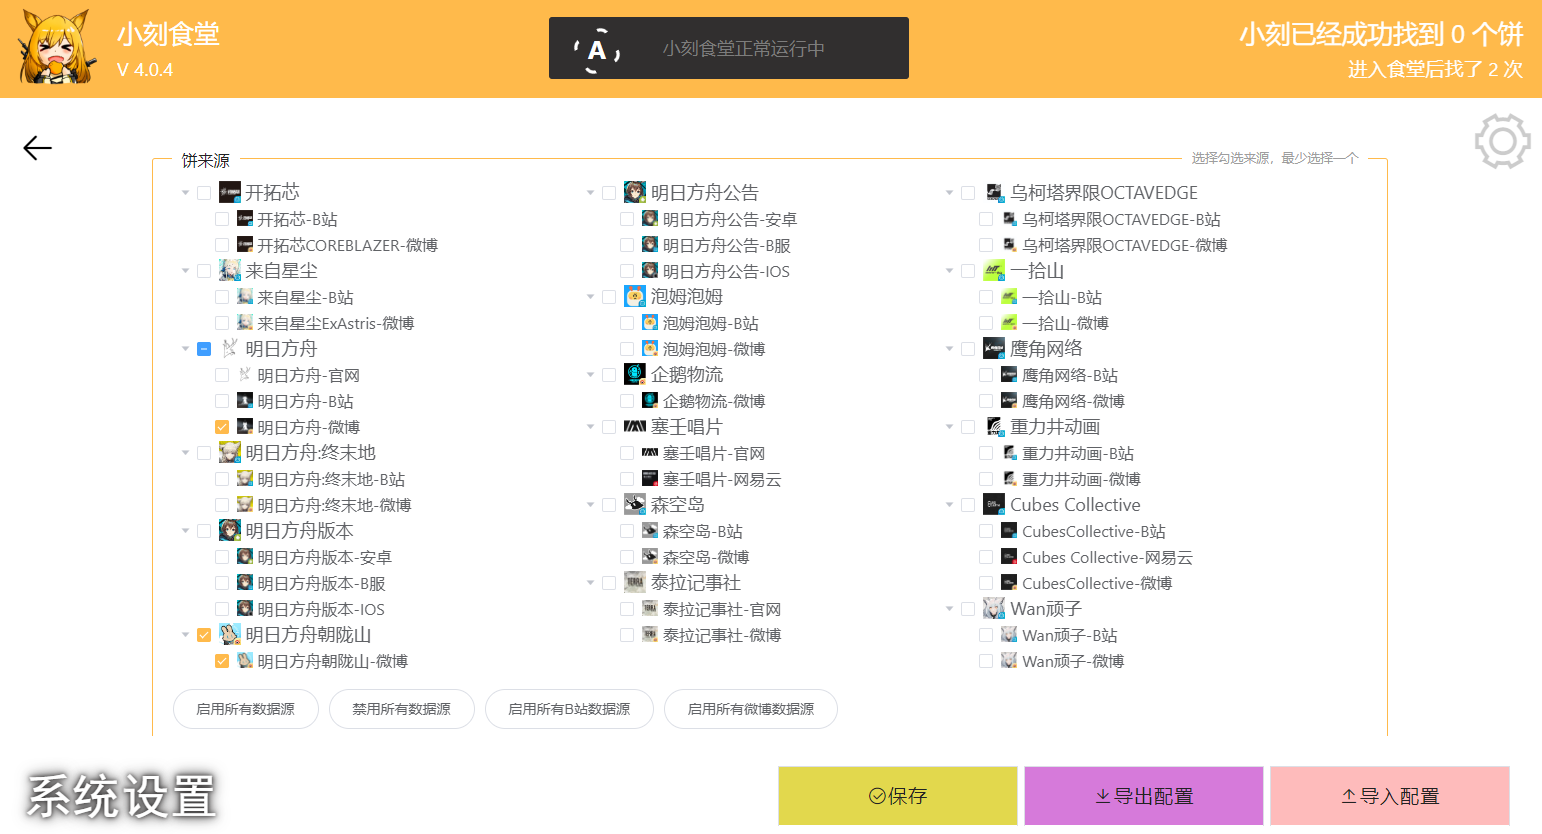 小刻食堂
V 4.0.4
A
小刻食堂正常运行中
小刻已经成功找到 0 个饼
进入食堂后找了 2 次
饼来源
选择勾选来源，最少选择一个
开拓芯
开拓芯-B站
开拓芯COREBLAZER-微博
来自星尘
来自星尘-B站
来自星尘ExAstris-微博
明日方舟
明日方舟-官网
明日方舟-B站
明日方舟-微博
明日方舟:终末地
明日方舟:终末地-B站
明日方舟:终末地-微博
明日方舟版本
明日方舟版本-安卓
明日方舟版本-B服
明日方舟版本-IOS
明日方舟朝陇山
明日方舟朝陇山-微博
明日方舟公告
明日方舟公告-安卓
明日方舟公告-B服
明日方舟公告-IOS
泡姆泡姆
泡姆泡姆-B站
泡姆泡姆-微博
企鹅物流
企鹅物流-微博
塞壬唱片
塞壬唱片-官网
塞壬唱片-网易云
森空岛
森空岛-B站
森空岛-微博
泰拉记事社
泰拉记事社-官网
泰拉记事社-微博
乌柯塔界限OCTAVEDGE
乌柯塔界限OCTAVEDGE-B站
乌柯塔界限OCTAVEDGE-微博
一拾山
一拾山-B站
一拾山-微博
鹰角网络
鹰角网络-B站
鹰角网络-微博
重力井动画
重力井动画-B站
重力井动画-微博
Cubes Collective
CubesCollective-B站
Cubes Collective-网易云
CubesCollective-微博
Wan顽子
Wan顽子-B站
Wan顽子-微博
启用所有数据源
禁用所有数据源
启用所有B站数据源
启用所有微博数据源
系统设置
保存
导出配置
导入配置